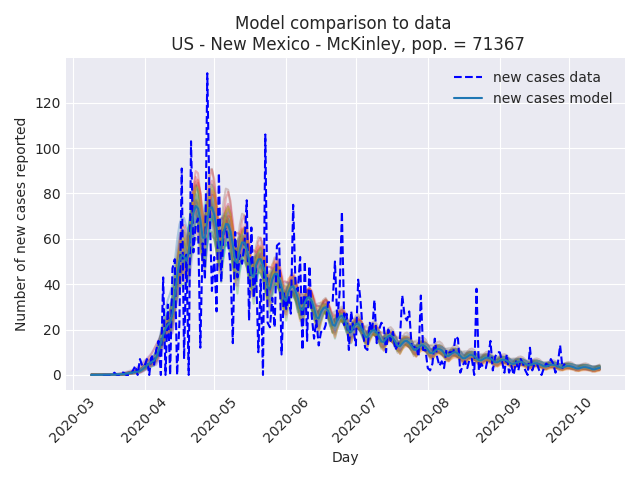 Model comparison to data
US - New Mexico - McKinley, pop. = 71367
new cases data
new cases model
Number of new cases reported
120
100
80
60
40
20
0
2020-03
2020-04
2020-05
2020-06
2020-07
2020-08
2020-09
2020-10
Day